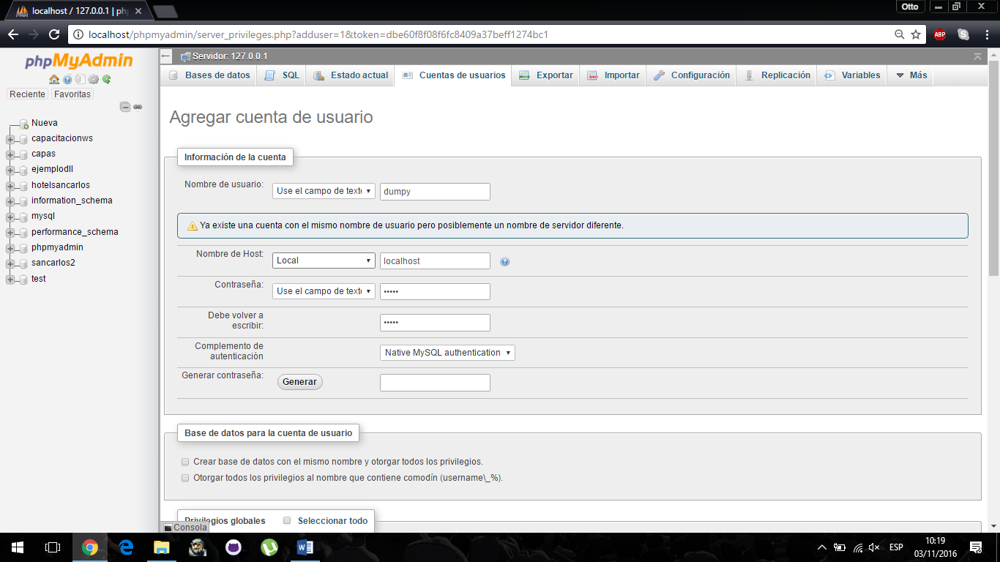 localhost / 127.0.0.1 | ph
Otto
localhost/phpmyadmin/server_privileges.php?adduser=1&token=dbe60f8f08f6fc8409a37beff1274bc1
ABP
phpMyAdmin
Reciente
Favoritas
Nueva
capacitacionws
capas
ejemplodll
hotelsancarlos
information_schema
mysql
performance_schema
phpmyadmin
sancarlos2
test
Servidor: 127.0.0.1
Bases de datos
SQL
Estado actual
Cuentas de usuarios
Exportar
Importar
Configuración
Replicación
Variables
Más
Agregar cuenta de usuario
Información de la cuenta
Nombre de usuario:
Use el campo de text
dumpy
Ya existe una cuenta con el mismo nombre de usuario pero posiblemente un nombre de servidor diferente.
Nombre de Host:
Local
localhost
Contraseña:
Use el campo de text
•••••
Debe volver a
escribir:
•••••
Complemento de
autenticación
Native MySQL authentication
Generar contraseña:
Generar
Base de datos para la cuenta de usuario
Crear base de datos con el mismo nombre y otorgar todos los privilegios.
Otorgar todos los privilegios al nombre que contiene comodín (username\_%).
Privilegios globales
Seleccionar todo
Consola
ESP
10:19
03/11/2016